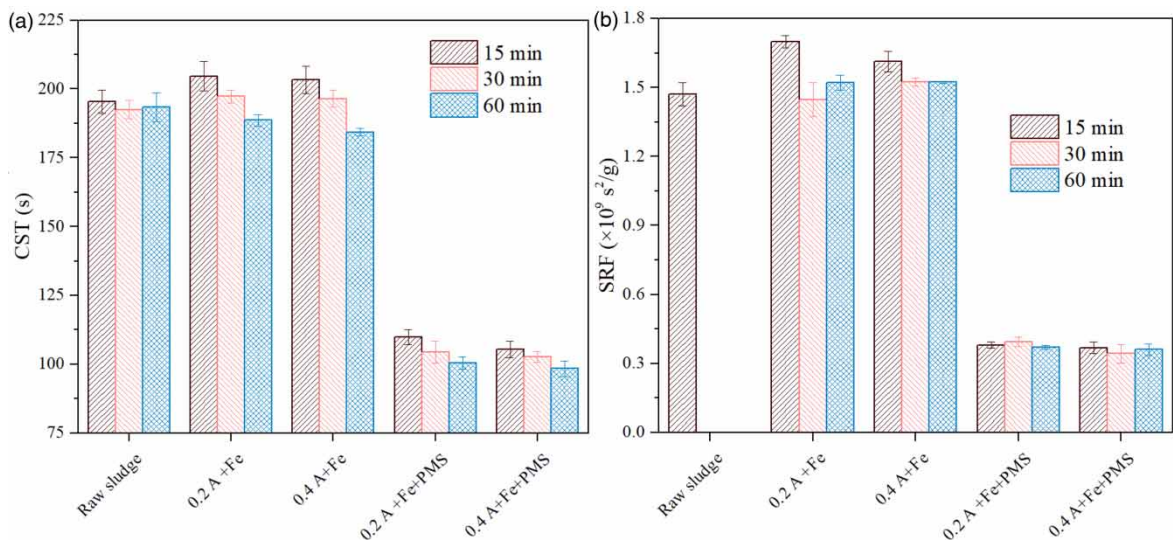 (a)
225
200
175
150
125
100
75
CST (s)
15 min
30 min
60 min
Raw sludge
0.2 A +Fe
0.4 A+Fe
0.2 A +Fe+PMS
0.4 A+Fe+PMS
(b)
1.8
1.5
1.2
0.9
0.6
0.3
0.0
SRF (×10⁹ s²/g)
15 min
30 min
60 min
Raw sludge
0.2 A +Fe
0.4 A+Fe
0.2 A +Fe+PMS
0.4 A+Fe+PMS